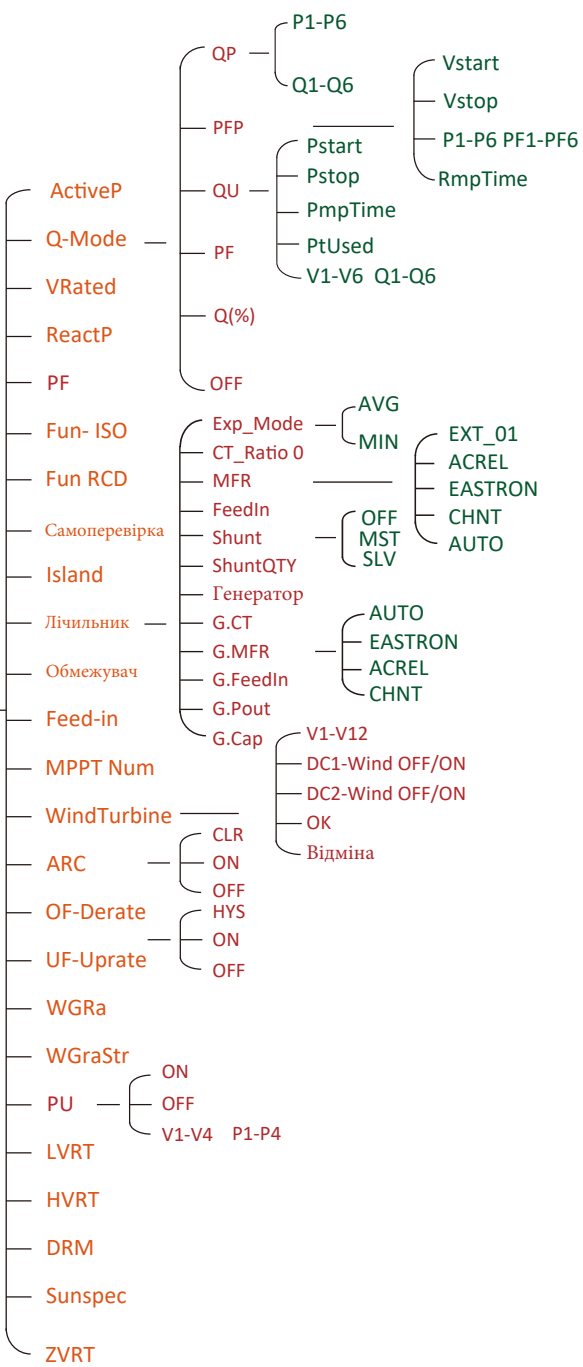 ActiveP
Q-Mode
QP
P1-P6
Q1-Q6
PFP
Vstart
Vstop
P1-P6 PF1-PF6
RmpTime
QU
Pstart
Pstop
PmpTime
PtUsed
V1-V6 Q1-Q6
PF
Q(%)
OFF
VRated
ReactP
PF
Fun- ISO
Fun RCD
Самоперевірка
Island
Лічильник
Exp_Mode
AVG
MIN
CT_Ratio 0
MFR
EXT_01
ACREL
EASTRON
CHNT
AUTO
FeedIn
Shunt
OFF
MST
SLV
ShuntQTY
Генератор
G.CT
G.MFR
AUTO
EASTRON
ACREL
CHNT
G.FeedIn
G.Pout
G.Cap
Обмежувач
Feed-in
MPPT Num
WindTurbine
V1-V12
DC1-Wind OFF/ON
DC2-Wind OFF/ON
OK
Відміна
ARC
CLR
ON
OFF
OF-Derate
UF-Uprate
HYS
ON
OFF
WGRa
WGraStr
PU
ON
OFF
V1-V4 P1-P4
LVRT
HVRT
DRM
Sunspec
ZVRT